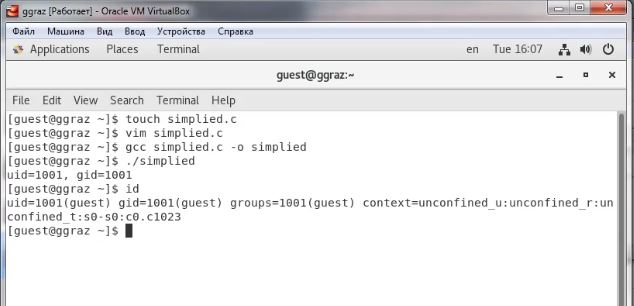 ggraz [Работает] - Oracle VM VirtualBox
Файл Машина Вид Ввод Устройства Справка
Applications Places Terminal en Tue 16:07
guest@ggraz:~
File Edit View Search Terminal Help
[guest@ggraz ~]$ touch simplied.c
[guest@ggraz ~]$ vim simplied.c
[guest@ggraz ~]$ gcc simplied.c -o simplied
[guest@ggraz ~]$ ./simplied
uid=1001, gid=1001
[guest@ggraz ~]$ id
uid=1001(guest) gid=1001(guest) groups=1001(guest) context=unconfined_u:unconfined_r:un
confined_t:s0-s0:c0.c1023
[guest@ggraz ~]$